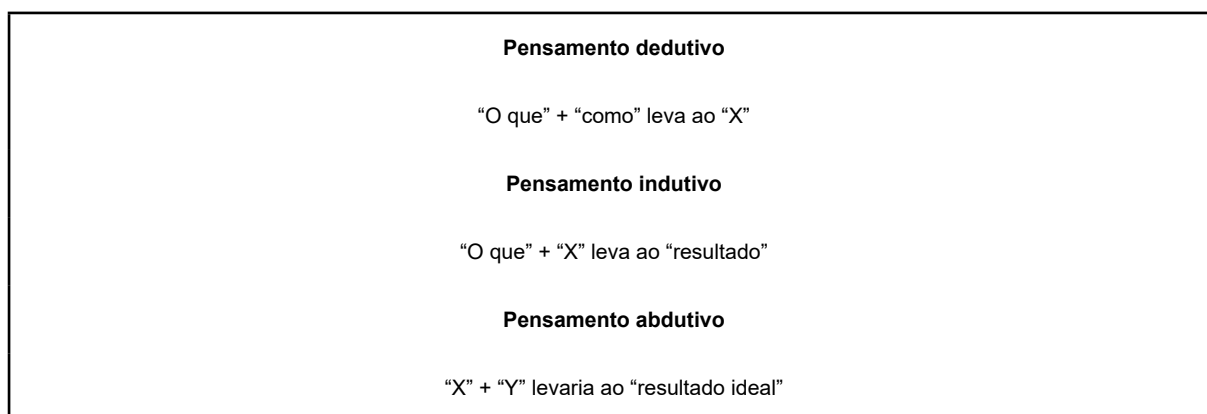 Pensamento dedutivo
“O que” + “como” leva ao “X”
Pensamento indutivo
“O que” + “X” leva ao “resultado”
Pensamento abdutivo
“X” + “Y” levaria ao “resultado ideal”